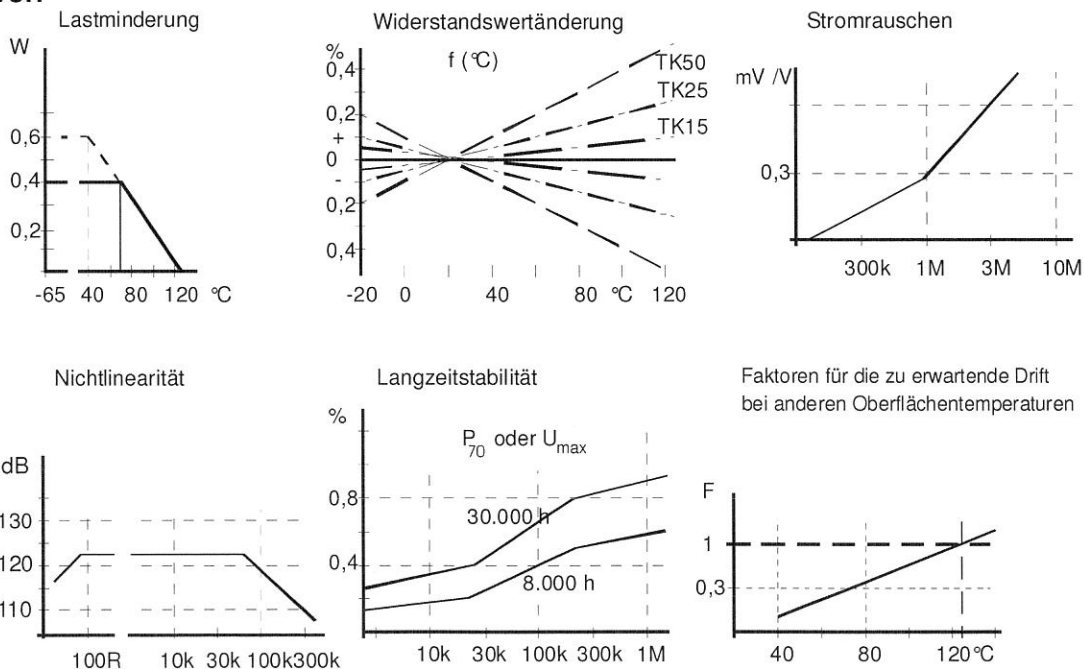 Lastminderung
W
0,6
0,4
0,2
-65 40 80 120 °C
Widerstandswertänderung
%
f (°C)
0,4
0,2
+
0
-
0,2
0,4
TK50
TK25
TK15
-20 0 40 80 °C 120
Stromrauschen
mV /V
0,3
300k 1M 3M 10M
Nichtlinearität
dB
130
120
110
100R 10k 30k 100k300k
Langzeitstabilität
%
P70 oder Umax
0,8
30.000 h
0,4
8.000 h
10k 30k 100k 300k 1M
Faktoren für die zu erwartende Drift
bei anderen Oberflächentemperaturen
F
1
0,3
40 80 120°C